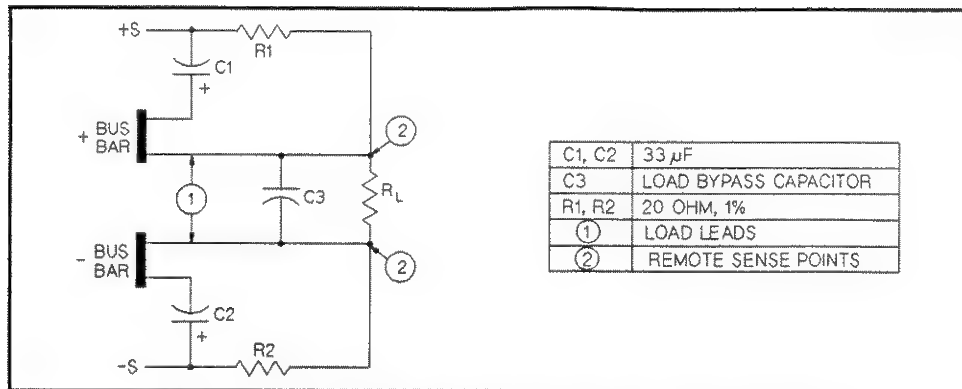 +S
R1
C1
+
+ BUS BAR
2
1
C3
RL
- BUS BAR
2
C2
+
R2
-S
C1, C2 33 µF
C3 LOAD BYPASS CAPACITOR
R1, R2 20 OHM, 1%
1 LOAD LEADS
2 REMOTE SENSE POINTS